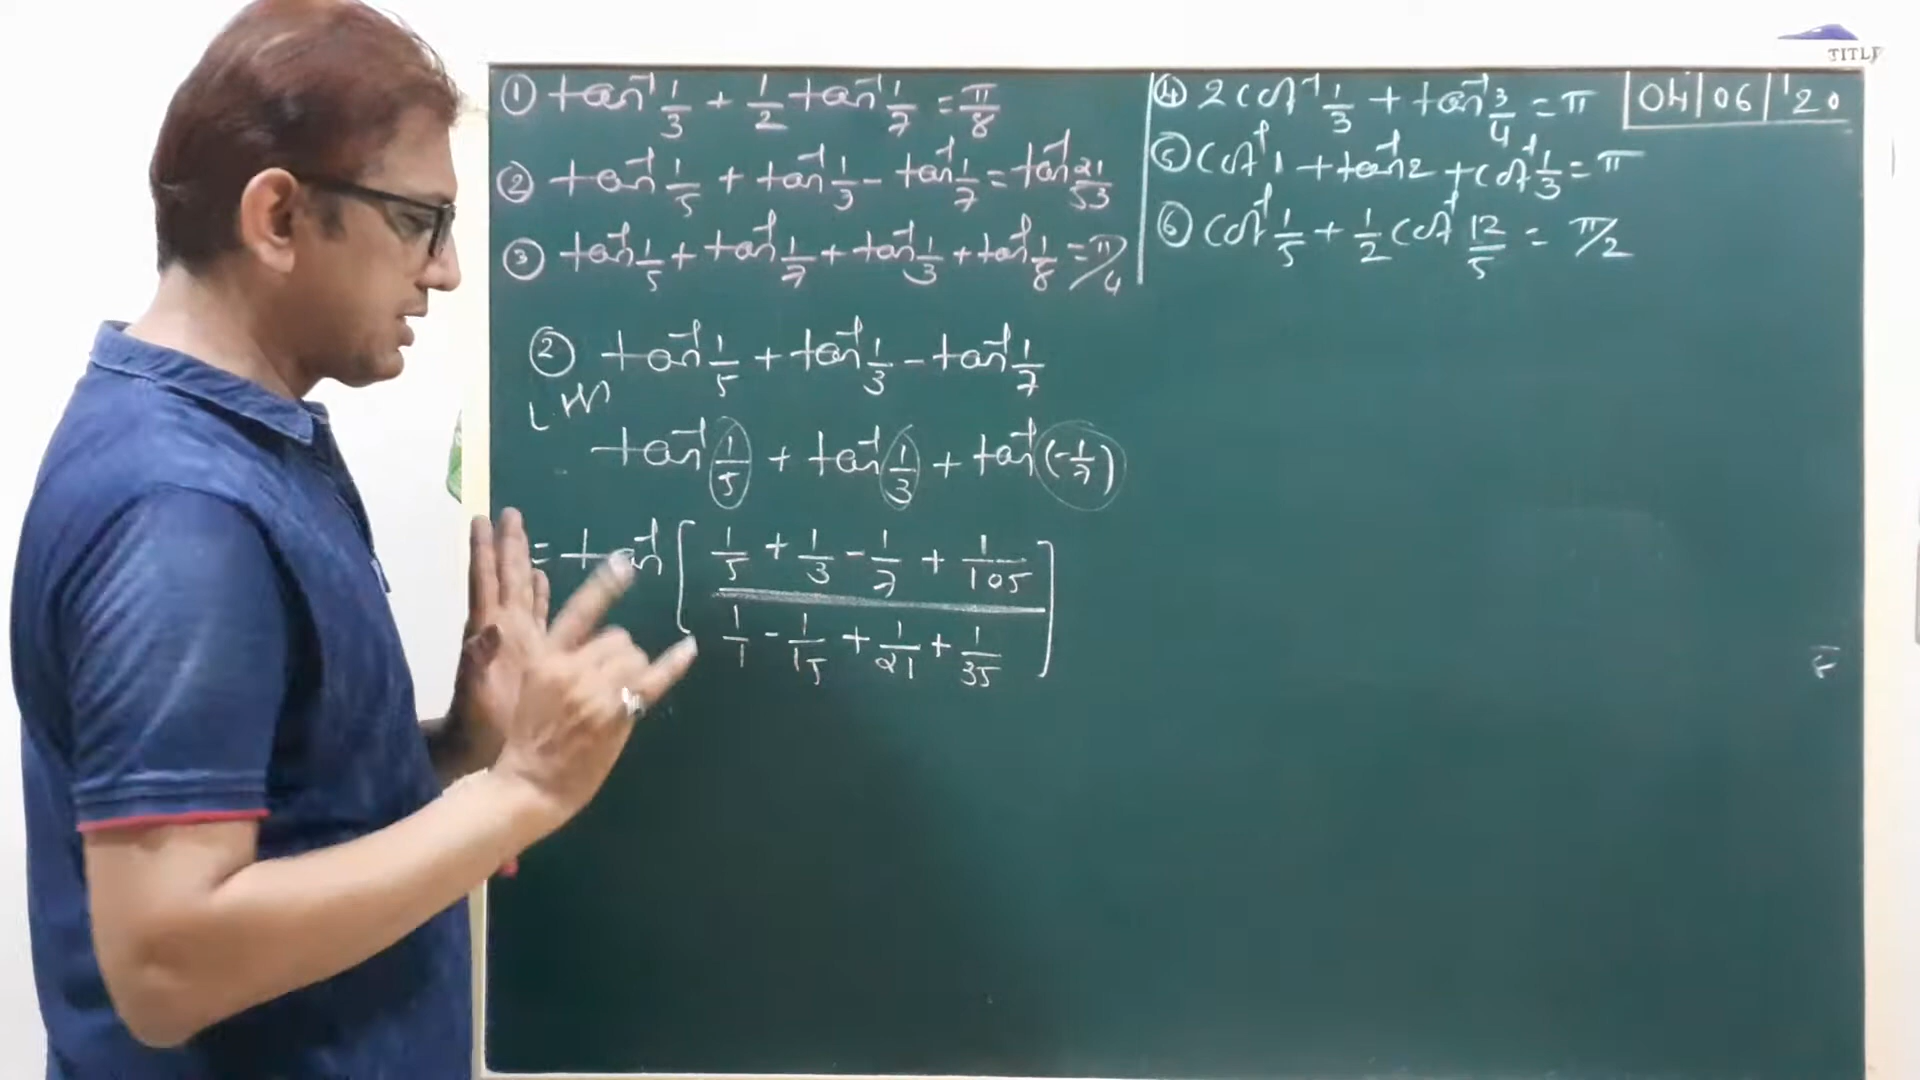 ① tan⁻¹ 1/3 + 1/2 tan⁻¹ 1/7 = π/8
② tan⁻¹ 1/5 + tan⁻¹ 1/3 - tan⁻¹ 1/7 = tan⁻¹ 21/53
③ tan⁻¹ 1/5 + tan⁻¹ 1/7 + tan⁻¹ 1/3 + tan⁻¹ 1/8 = π/4
④ 2 cot⁻¹ 1/3 + tan⁻¹ 3/4 = π
⑤ cot⁻¹ 1 + tan⁻¹ 2 + cot⁻¹ 1/3 = π
⑥ cot⁻¹ 1/5 + 1/2 cot⁻¹ 12/5 = π/2
TITLE
04|06|'20
② tan⁻¹ 1/5 + tan⁻¹ 1/3 - tan⁻¹ 1/7
tan⁻¹ 1/5 + tan⁻¹ 1/3 + tan⁻¹ (-1/7)
= tan⁻¹ [ (1/5 + 1/3 - 1/7 + 1/105) / (1/1 - 1/15 + 1/21 + 1/35) ]